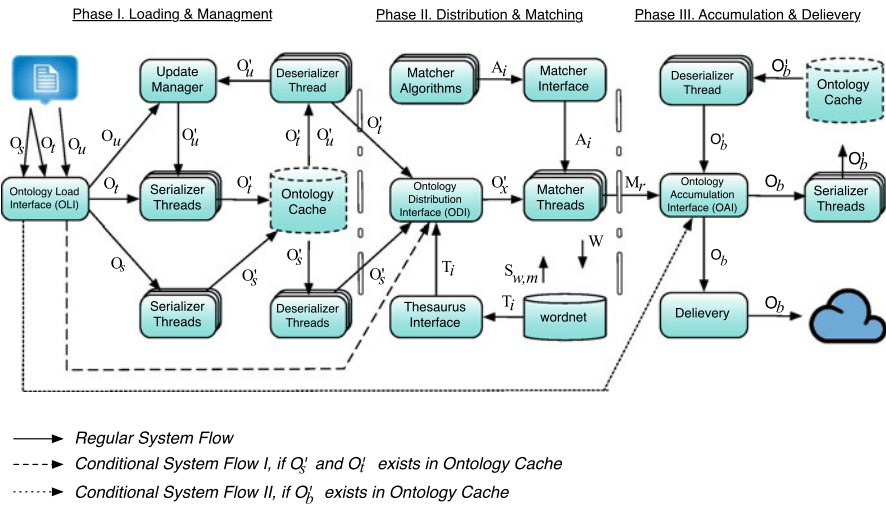 Phase I. Loading & Managment
Phase II. Distribution & Matching
Phase III. Accumulation & Delievery
Update
Manager
O'u
Deserializer
Thread
Matcher
Algorithms
Ai
Matcher
Interface
Deserializer
Thread
O'b
Ontology
Cache
Os
Ot
Ou
Ou
O'u
O't
O'u
O't
Ai
O'b
O'b
Ontology Load
Interface (OLI)
Ot
Serializer
Threads
O't
Ontology
Cache
Ontology
Distribution
Interface (ODI)
O'x
Matcher
Threads
Mr
Ontology
Accumulation
Interface (OAI)
Ob
Serializer
Threads
Os
O's
O's
O's
Ti
Sw,m
W
Ob
Serializer
Threads
Deserializer
Threads
Thesaurus
Interface
Ti
wordnet
Delievery
Ob
Regular System Flow
Conditional System Flow I, if O's and O't exists in Ontology Cache
Conditional System Flow II, if O'b exists in Ontology Cache